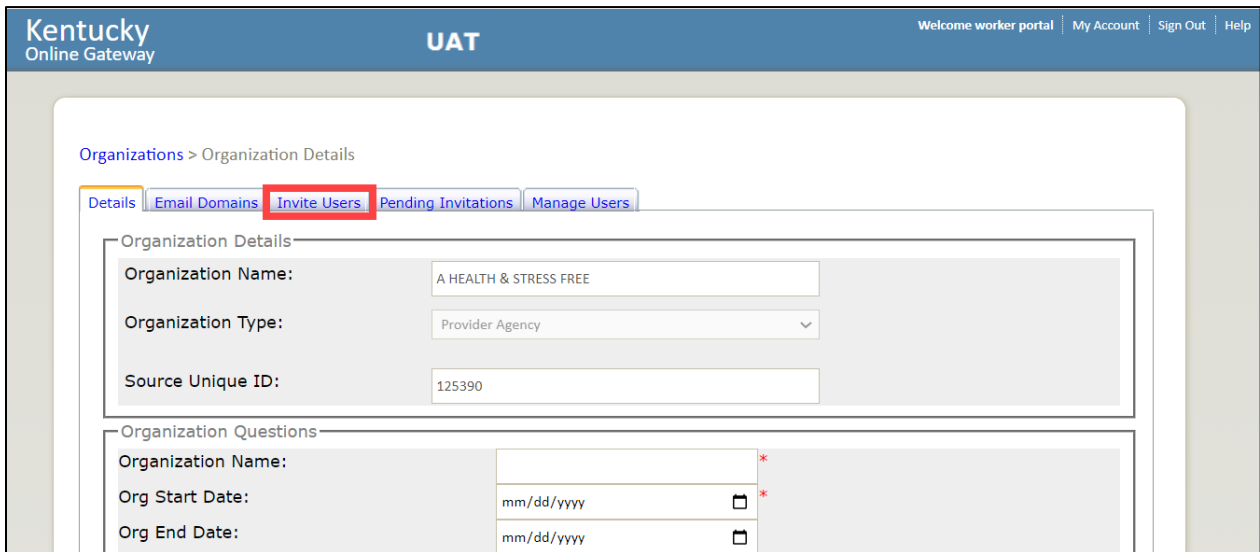 Kentucky
Online Gateway
UAT
Welcome worker portal My Account Sign Out Help
Organizations > Organization Details
Details Email Domains Invite Users Pending Invitations Manage Users
Organization Details
Organization Name: A HEALTH & STRESS FREE
Organization Type: Provider Agency
Source Unique ID: 125390
Organization Questions
Organization Name: *
Org Start Date: mm/dd/yyyy *
Org End Date: mm/dd/yyyy